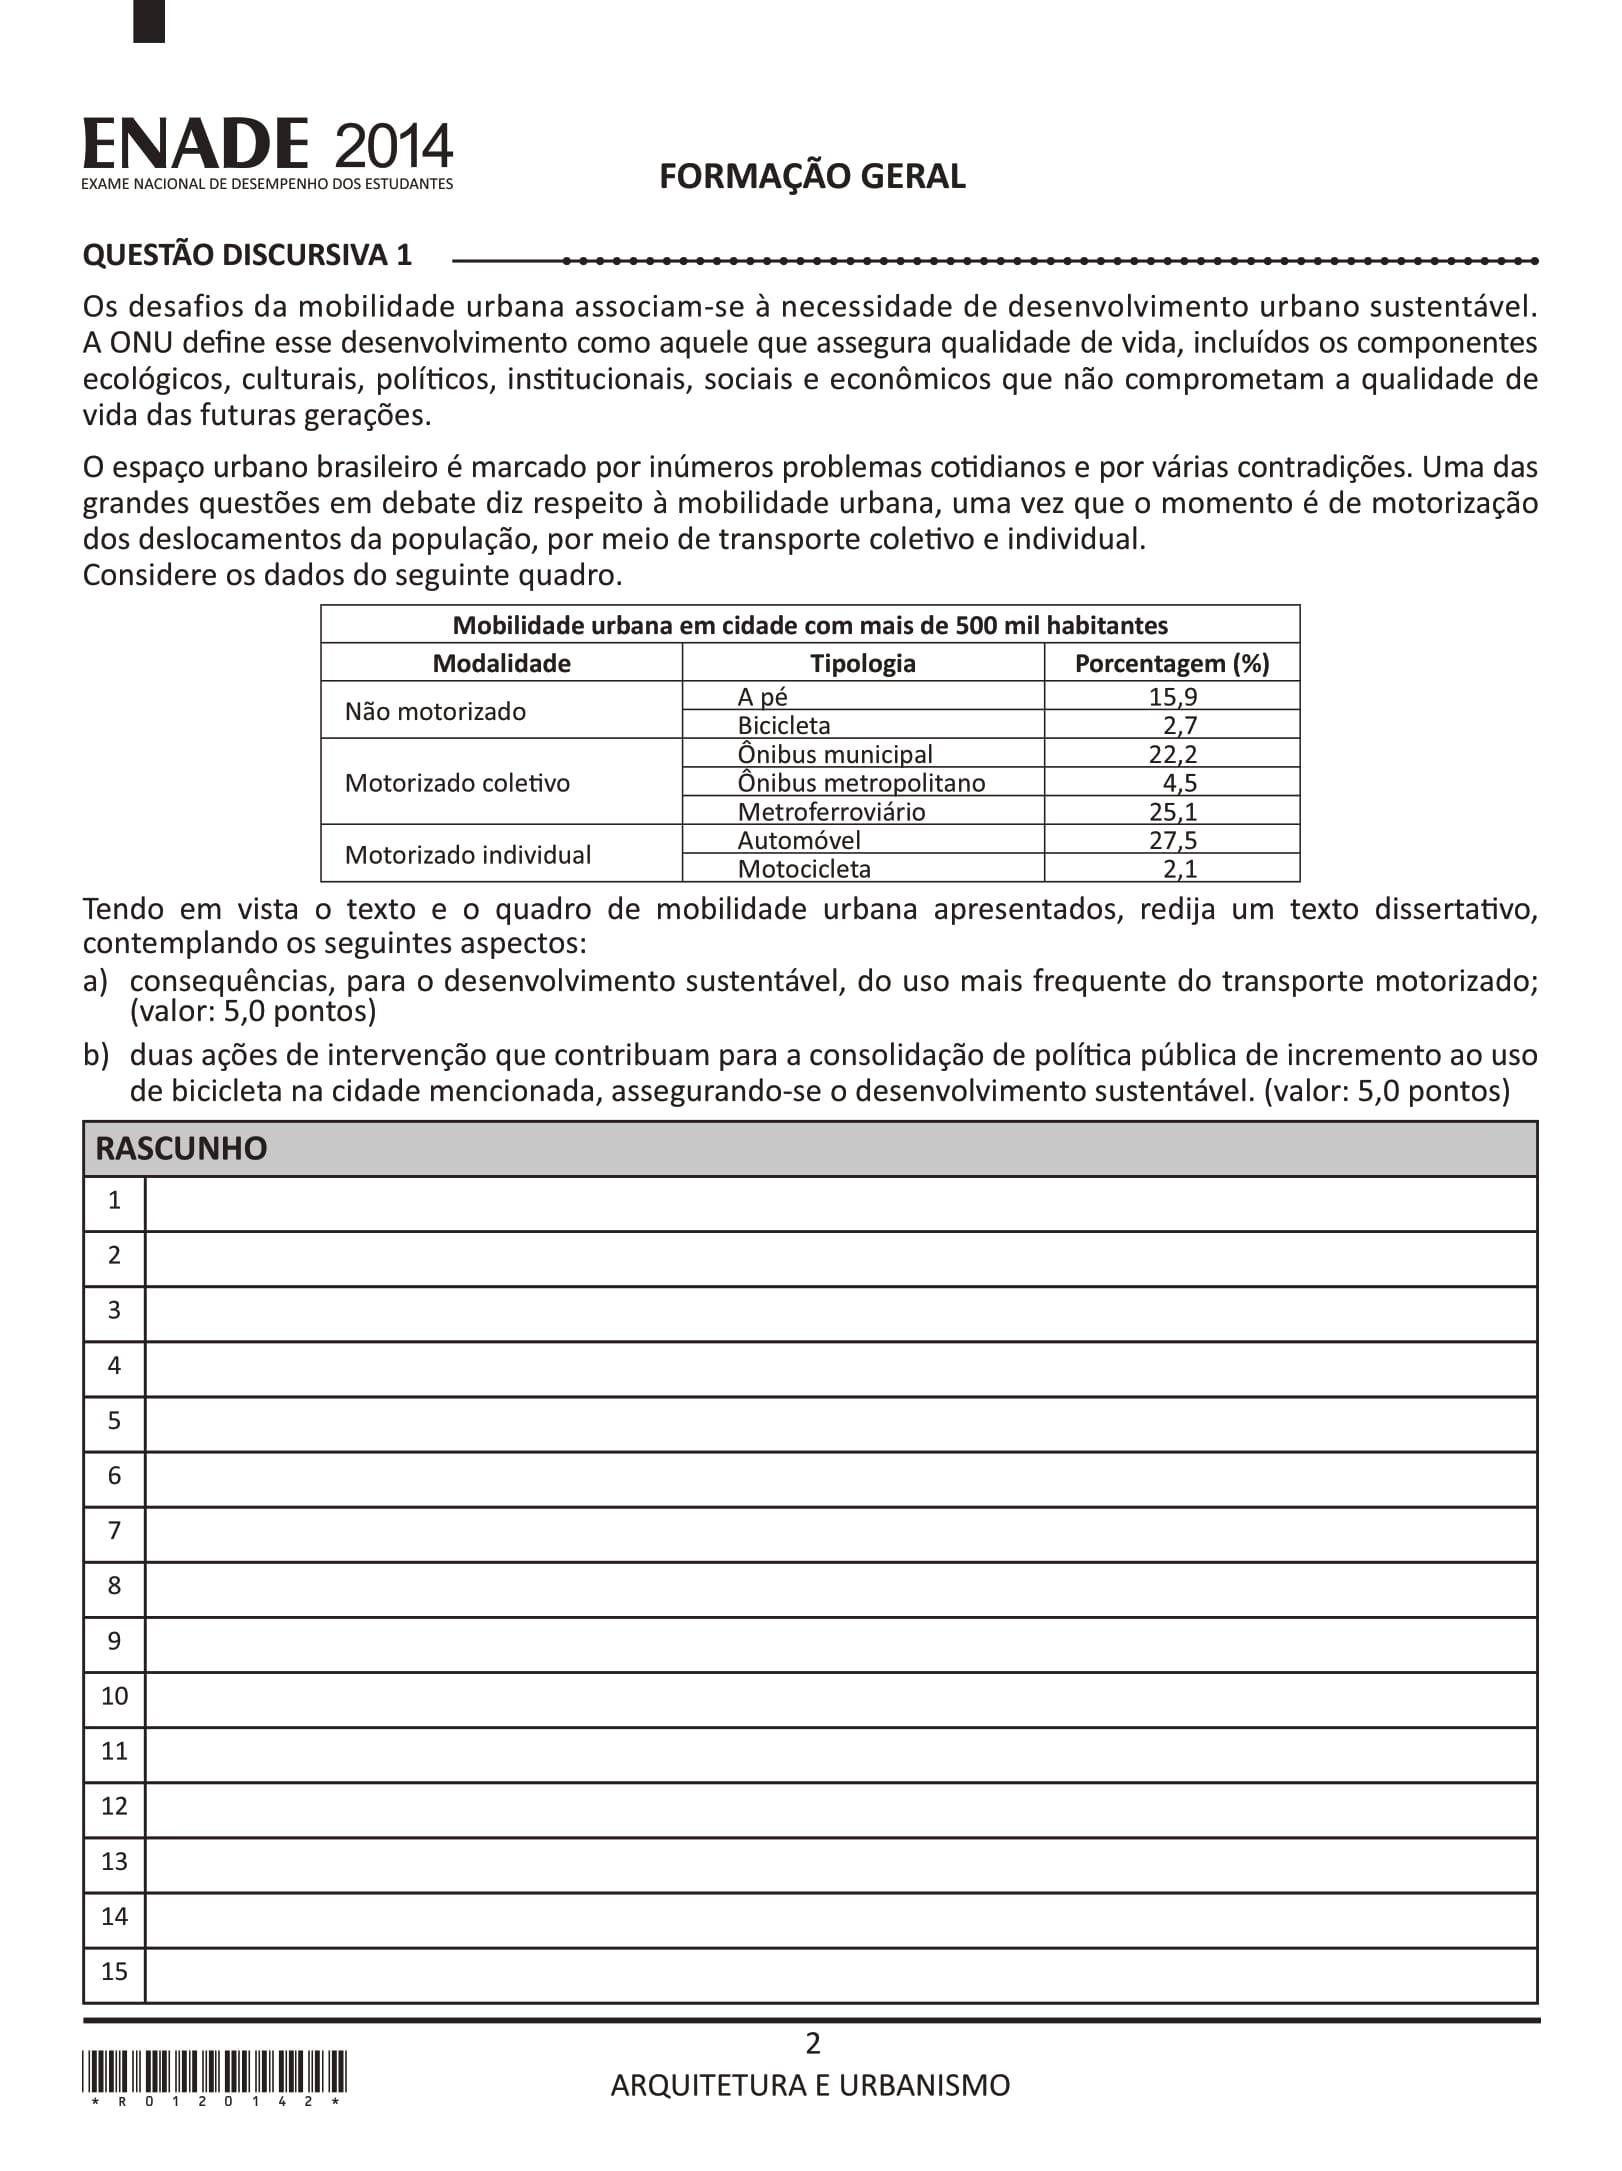 ENADE 2014
EXAME NACIONAL DE DESEMPENHO DOS ESTUDANTES
FORMAÇÃO GERAL
QUESTÃO DISCURSIVA 1
Os desafios da mobilidade urbana associam-se à necessidade de desenvolvimento urbano sustentável.
A ONU define esse desenvolvimento como aquele que assegura qualidade de vida, incluídos os componentes
ecológicos, culturais, políticos, institucionais, sociais e econômicos que não comprometam a qualidade de
vida das futuras gerações.
O espaço urbano brasileiro é marcado por inúmeros problemas cotidianos e por várias contradições. Uma das
grandes questões em debate diz respeito à mobilidade urbana, uma vez que o momento é de motorização
dos deslocamentos da população, por meio de transporte coletivo e individual.
Considere os dados do seguinte quadro.
Mobilidade urbana em cidade com mais de 500 mil habitantes
Modalidade Tipologia Porcentagem (%)
Não motorizado A pé 15,9
Bicicleta 2,7
Motorizado coletivo Ônibus municipal 22,2
Ônibus metropolitano 4,5
Metroferroviário 25,1
Motorizado individual Automóvel 27,5
Motocicleta 2,1
Tendo em vista o texto e o quadro de mobilidade urbana apresentados, redija um texto dissertativo,
contemplando os seguintes aspectos:
a) consequências, para o desenvolvimento sustentável, do uso mais frequente do transporte motorizado;
(valor: 5,0 pontos)
b) duas ações de intervenção que contribuam para a consolidação de política pública de incremento ao uso
de bicicleta na cidade mencionada, assegurando-se o desenvolvimento sustentável. (valor: 5,0 pontos)
RASCUNHO
1
2
3
4
5
6
7
8
9
10
11
12
13
14
15
2
ARQUITETURA E URBANISMO
*R0120142*